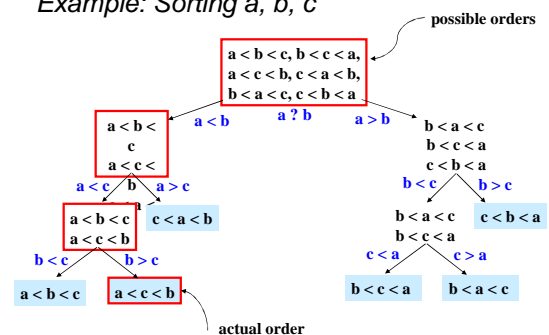 Example: Sorting a, b, c
possible orders
a < b < c, b < c < a,
a < c < b, c < a < b,
b < a < c, c < b < a
a < b
a ? b
a > b
a < b <
c
a < c <
b
b < a < c
b < c < a
c < b < a
a < c
a > c
b < c
b > c
a < b < c
a < c < b
c < a < b
b < a < c
b < c < a
c < b < a
b < c
b > c
c < a
c > a
a < b < c
a < c < b
b < c < a
b < a < c
actual order